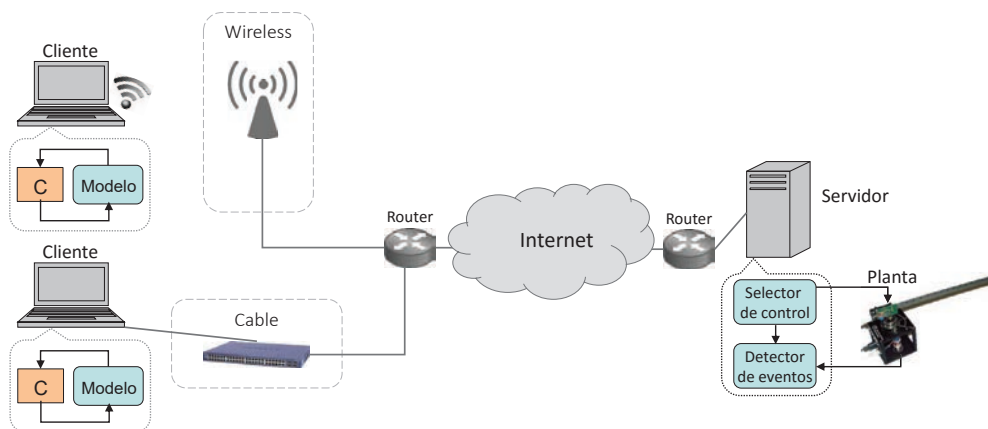 Wireless
Cliente
C
Modelo
Cliente
C
Modelo
Cable
Router
Internet
Router
Servidor
Planta
Selector
de control
Detector
de eventos